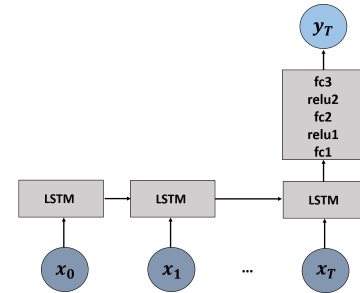 y_T
fc3
relu2
fc2
relu1
fc1
LSTM LSTM LSTM
x_0 x_1 ... x_T